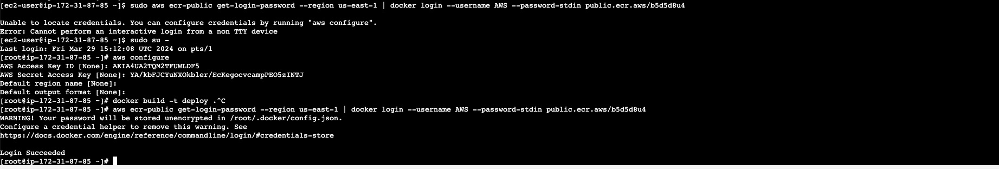 [ec2-user@ip-172-31-87-85 ~]$ sudo aws ecr-public get-login-password --region us-east-1 | docker login --username AWS --password-stdin public.ecr.aws/b5d5d8u4
Unable to locate credentials. You can configure credentials by running "aws configure".
Error: Cannot perform an interactive login from a non TTY device
[ec2-user@ip-172-31-87-85 ~]$ sudo su -
Last login: Fri Mar 29 15:12:08 UTC 2024 on pts/1
[root@ip-172-31-87-85 ~]# aws configure
AWS Access Key ID [None]: AKIA4UA2TQM2TFUWLDF5
AWS Secret Access Key [None]: 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
Default region name [None]:
Default output format [None]:
[root@ip-172-31-87-85 ~]# docker build -t deploy .^C
[root@ip-172-31-87-85 ~]# aws ecr-public get-login-password --region us-east-1 | docker login --username AWS --password-stdin public.ecr.aws/b5d5d8u4
WARNING! Your password will be stored unencrypted in /root/.docker/config.json.
Configure a credential helper to remove this warning. See
https://docs.docker.com/engine/reference/commandline/login/#credentials-store
Login Succeeded
[root@ip-172-31-87-85 ~]#